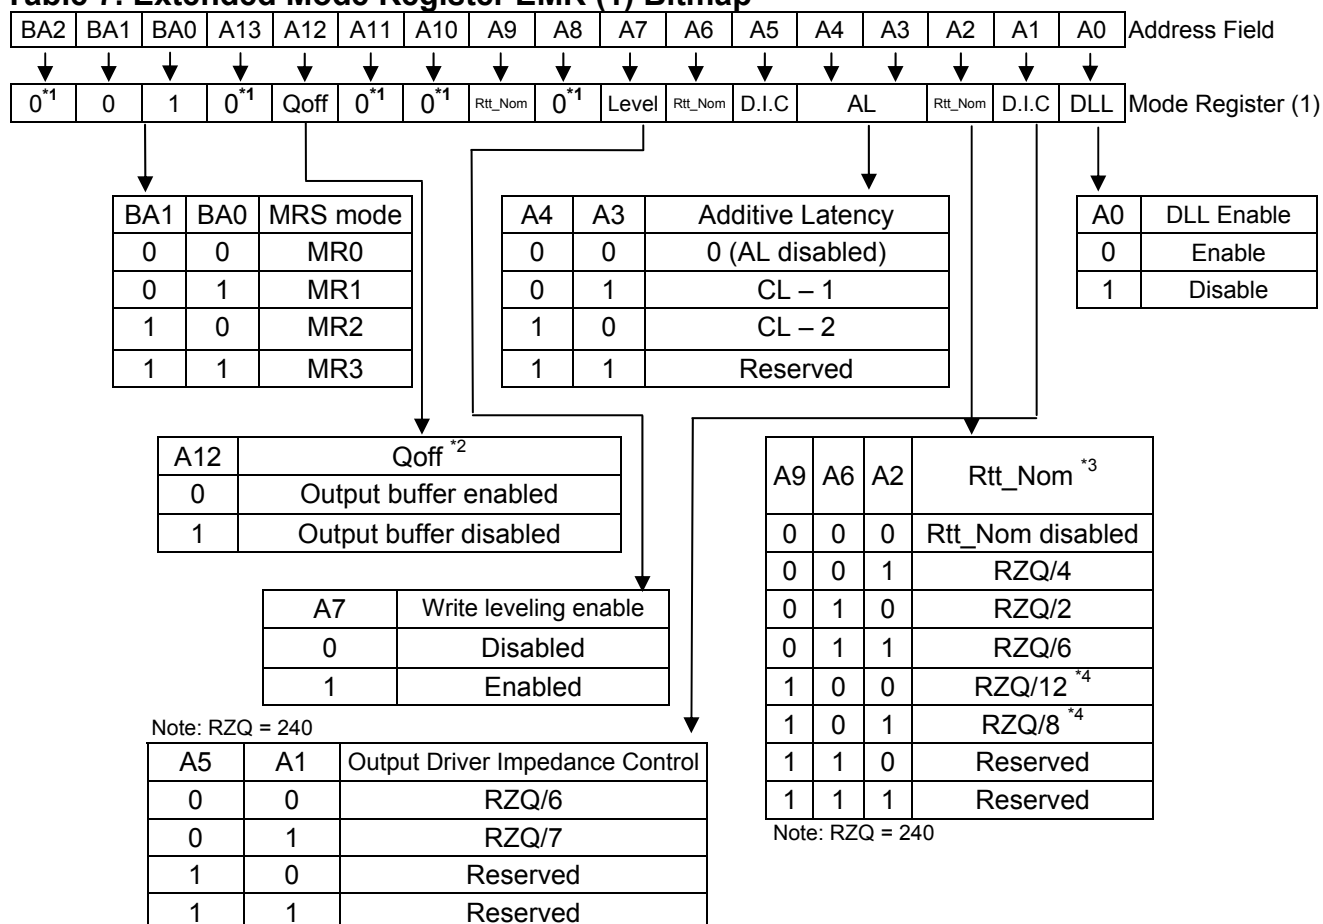 Table 7. Extended Mode Register EMR (1) Bitmap
BA2 BA1 BA0 A13 A12 A11 A10 A9 A8 A7 A6 A5 A4 A3 A2 A1 A0 Address Field
0*1 0 1 0*1 Qoff 0*1 0*1 Rtt_Nom 0*1 Level Rtt_Nom D.I.C AL Rtt_Nom D.I.C DLL Mode Register (1)
BA1 BA0 MRS mode
0 0 MR0
0 1 MR1
1 0 MR2
1 1 MR3
A4 A3 Additive Latency
0 0 0 (AL disabled)
0 1 CL – 1
1 0 CL – 2
1 1 Reserved
A0 DLL Enable
0 Enable
1 Disable
A12 Qoff *2
0 Output buffer enabled
1 Output buffer disabled
A7 Write leveling enable
0 Disabled
1 Enabled
Note: RZQ = 240
A5 A1 Output Driver Impedance Control
0 0 RZQ/6
0 1 RZQ/7
1 0 Reserved
1 1 Reserved
A9 A6 A2 Rtt_Nom *3
0 0 0 Rtt_Nom disabled
0 0 1 RZQ/4
0 1 0 RZQ/2
0 1 1 RZQ/6
1 0 0 RZQ/12 *4
1 0 1 RZQ/8 *4
1 1 0 Reserved
1 1 1 Reserved
Note: RZQ = 240